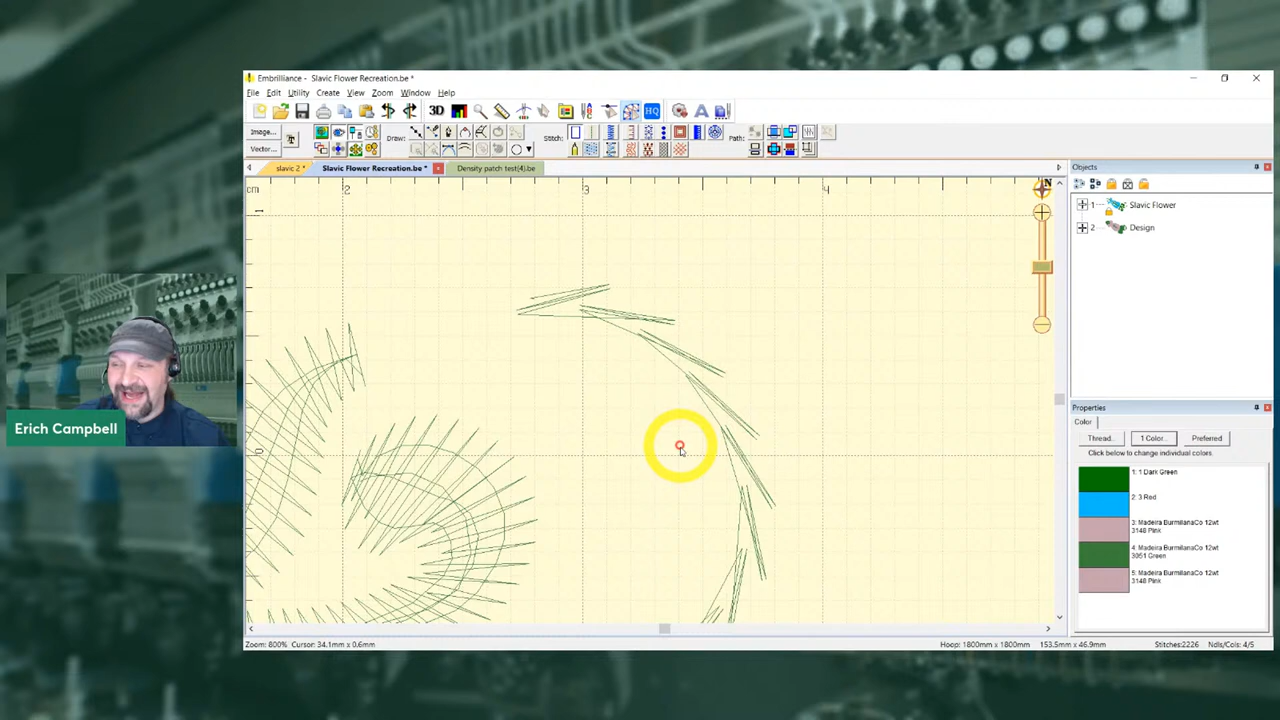 Embrilliance - Slavic Flower Recreation.be *
File Edit Utility Create View Zoom Window Help
3D HQ A
Image... Draw: Stitch: Path:
Vector...
slavic 2 * Slavic Flower Recreation.be * Density patch test(4).be
Objects
cm 2 3 4 N
1 Slavic Flower
2 Design
1
0
Erich Campbell
Properties
Color
Thread... 1 Color... Preferred
Click below to change individual colors.
1: 1 Dark Green
2: 3 Red
3: Madeira BurmilanaCo 12wt
3148 Pink
4: Madeira BurmilanaCo 12wt
3051 Green
5: Madeira BurmilanaCo 12wt
3148 Pink
Zoom: 800% Cursor: 34.1mm x 0.6mm Hoop: 1800mm x 1800mm 153.5mm x 46.9mm Stitches:2226 Ndls/Cols: 4/5